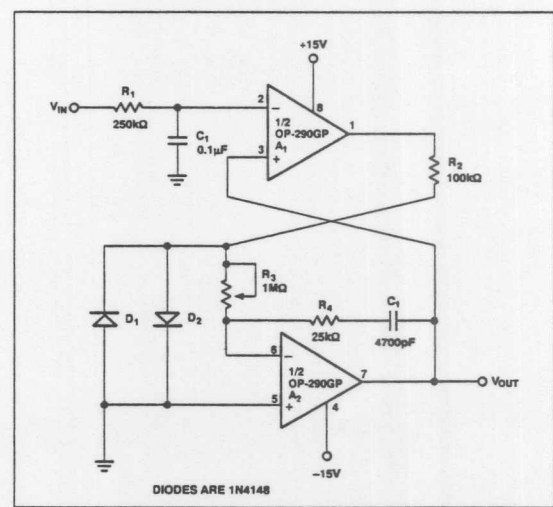 +15V
R1
250kΩ
VIN
C1
0.1µF
2
−
8
1/2
OP-290GP
A1
1
3
+
R2
100kΩ
R3
1MΩ
D1
D2
R4
25kΩ
C1
4700pF
6
−
1/2
OP-290GP
A2
7
VOUT
5
+
4
−15V
DIODES ARE 1N4148